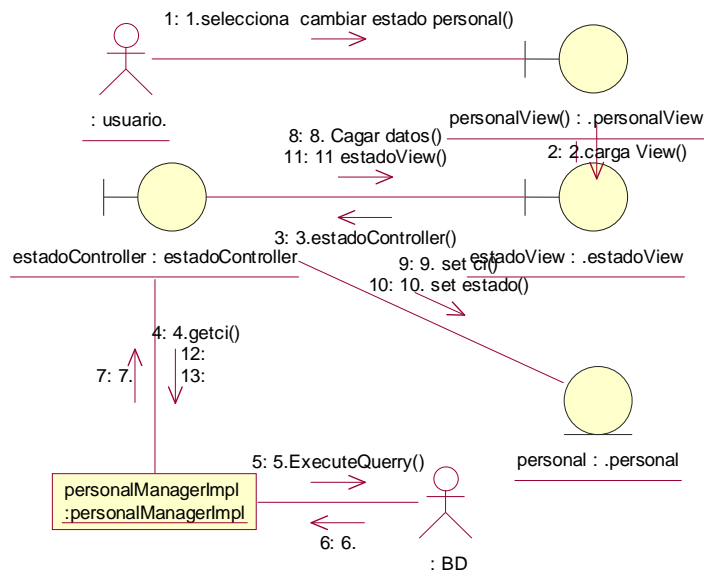 1: 1.selecciona cambiar estado personal()
: usuario.
personalView() : .personalView
8: 8. Cagar datos()
2: 2.carga View()
11: 11 estadoView()
3: 3.estadoController()
estadoController : estadoController
estadoView : .estadoView
9: 9. set ci()
10: 10. set estado()
4: 4.getci()
12:
7: 7.
13:
5: 5.ExecuteQuerry()
personal : .personal
personalManagerImpl
:personalManagerImpl
6: 6.
: BD